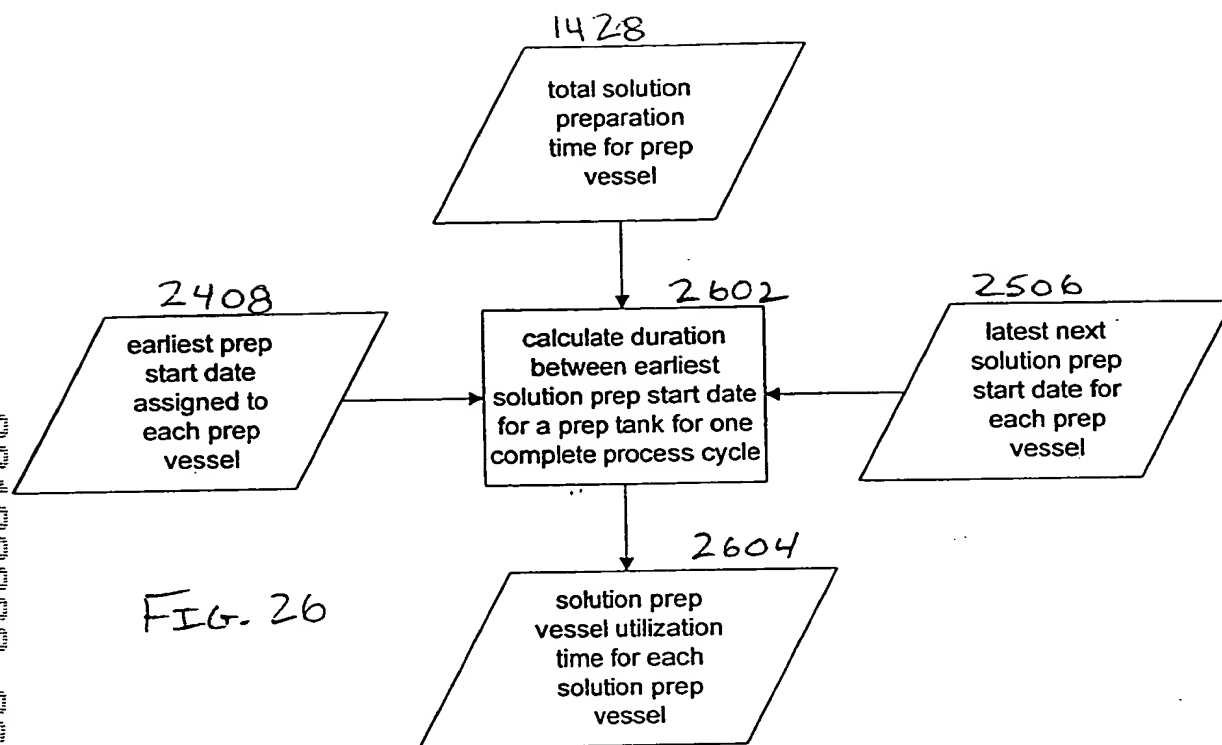 1428
total solution
preparation
time for prep
vessel
2408
earliest prep
start date
assigned to
each prep
vessel
2602
calculate duration
between earliest
solution prep start date
for a prep tank for one
complete process cycle
2506
latest next
solution prep
start date for
each prep
vessel
2604
solution prep
vessel utilization
time for each
solution prep
vessel
FIG. 26